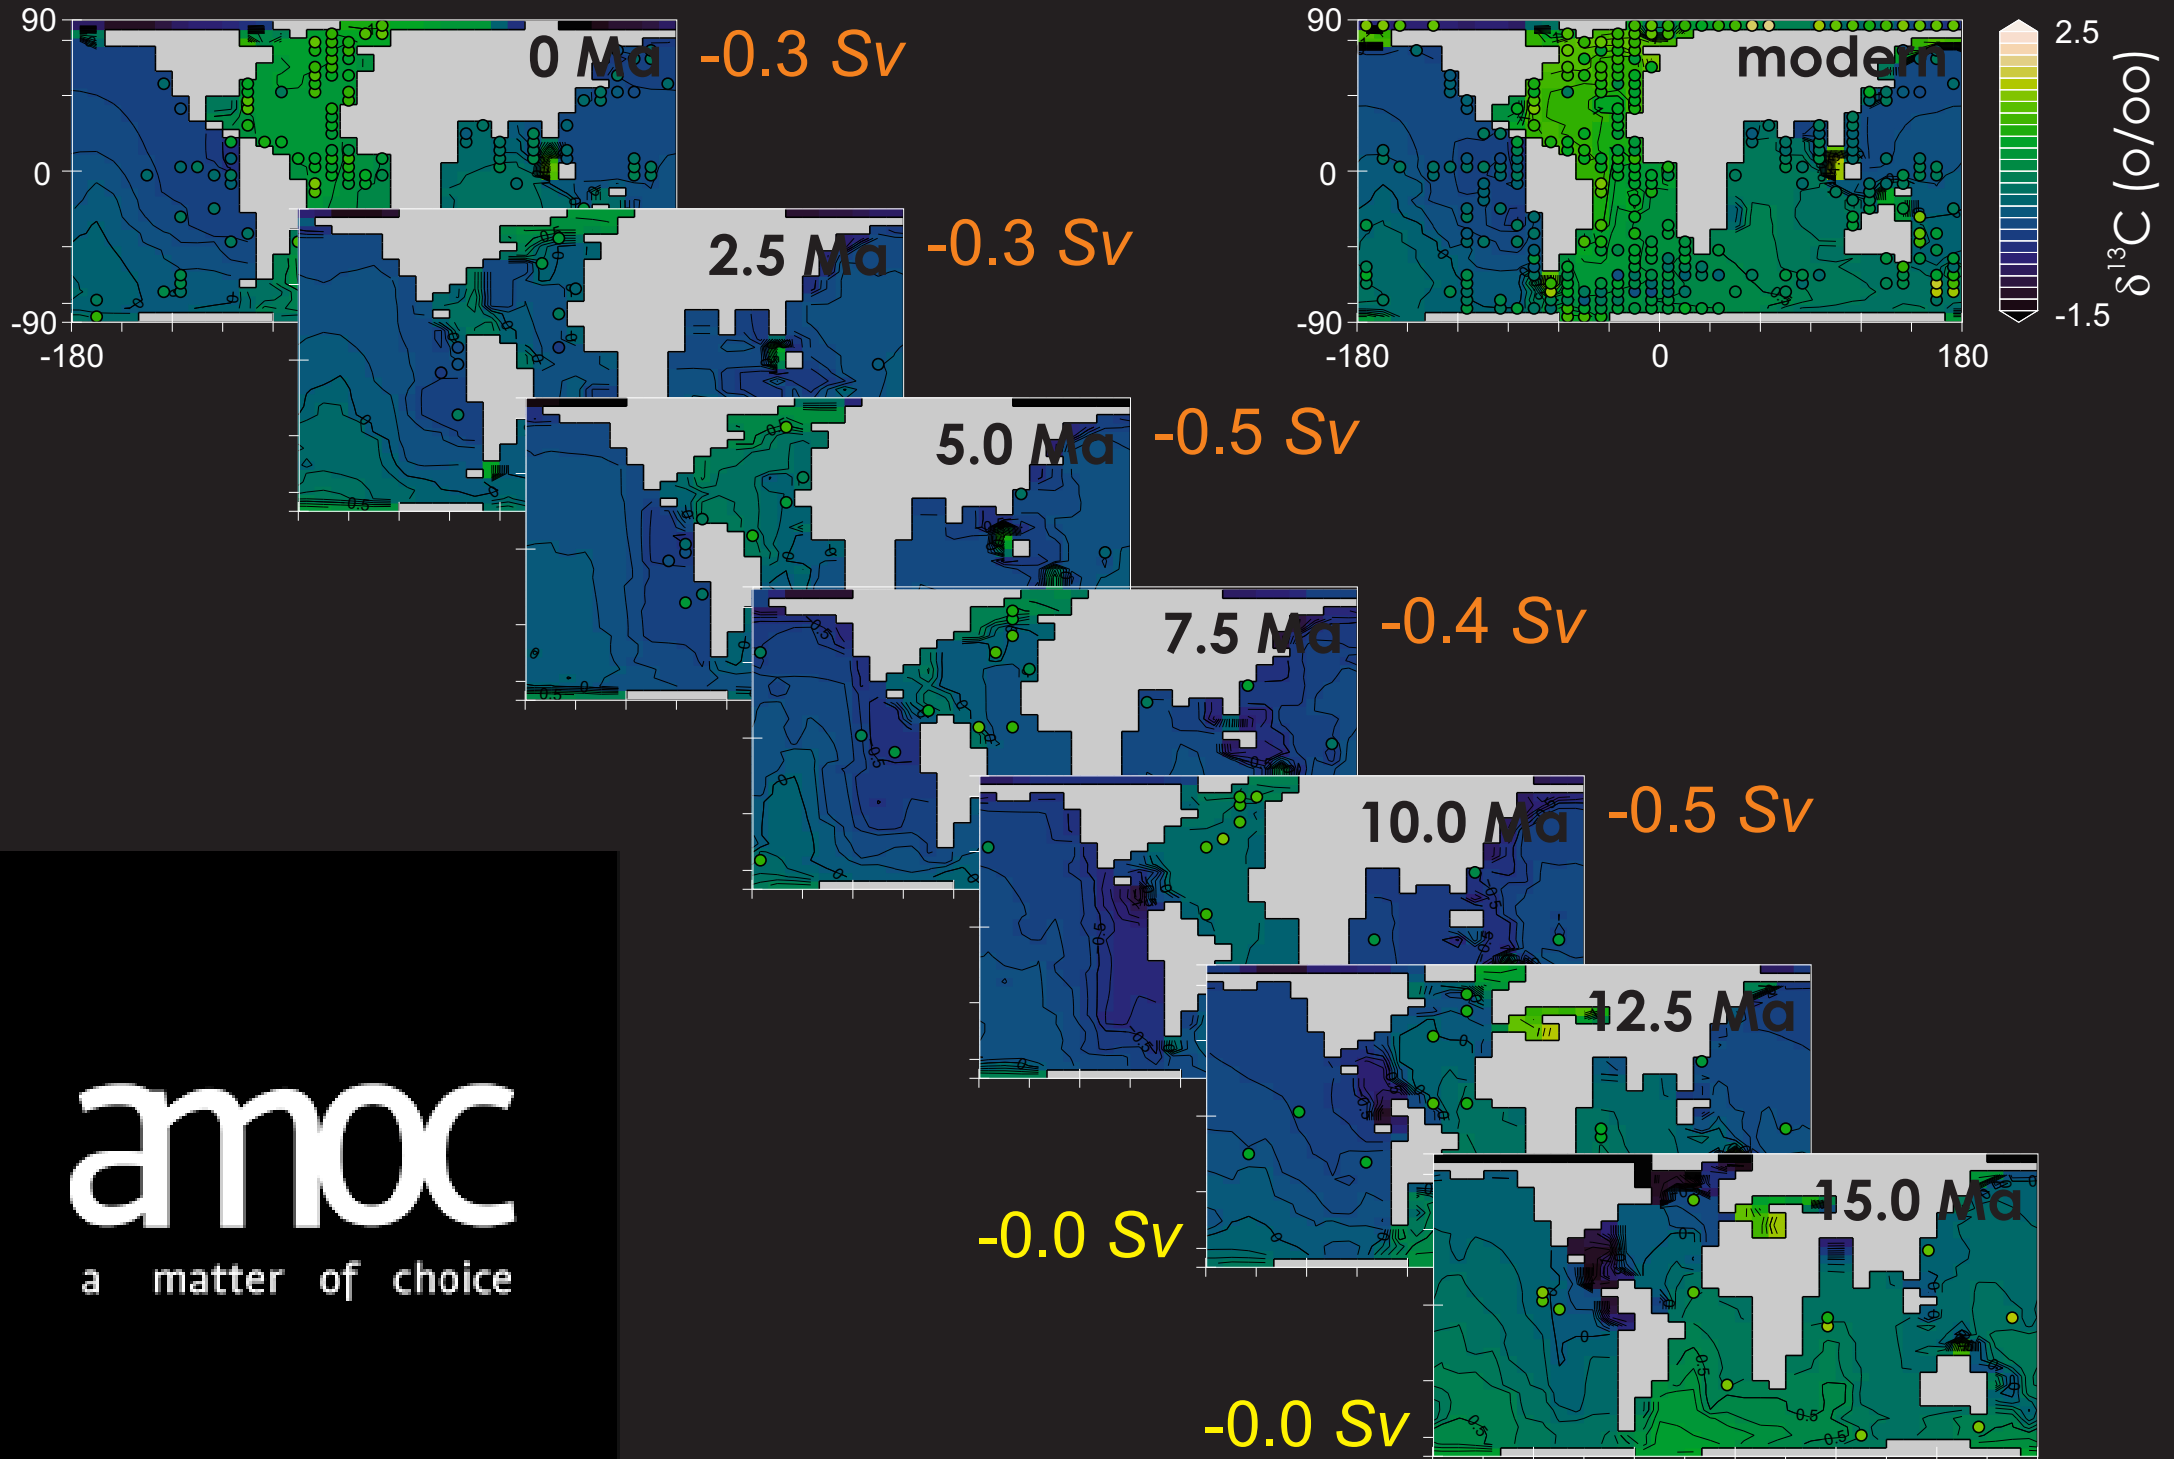 90
0
-90
-180
0 Ma
-0.3 Sv
90
0
-90
-180
0
180
modern
2.5
-1.5
δ¹³C (o/oo)
2.5 Ma
-0.3 Sv
5.0 Ma
-0.5 Sv
7.5 Ma
-0.4 Sv
10.0 Ma
-0.5 Sv
12.5 Ma
-0.0 Sv
15.0 Ma
-0.0 Sv
amoc
a matter of choice